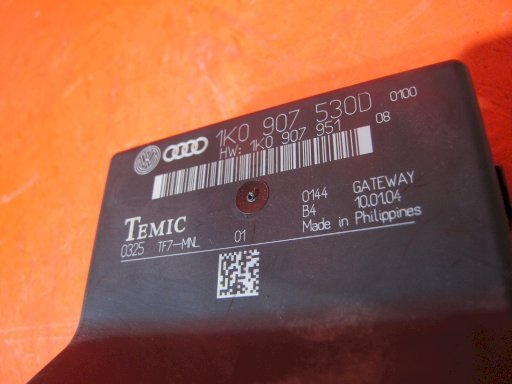 1K0 907 530D 0100
HW: 1K0 907 951 08
TEMIC 0144 GATEWAY
B4 10.01.04
0325 TF7-MNL 01 Made in Philippines